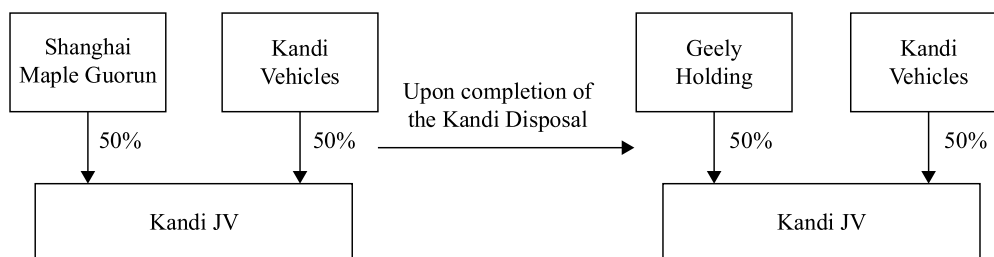 Shanghai
Maple Guorun
Kandi
Vehicles
50%
50%
Kandi JV
Upon completion of
the Kandi Disposal
Geely
Holding
Kandi
Vehicles
50%
50%
Kandi JV